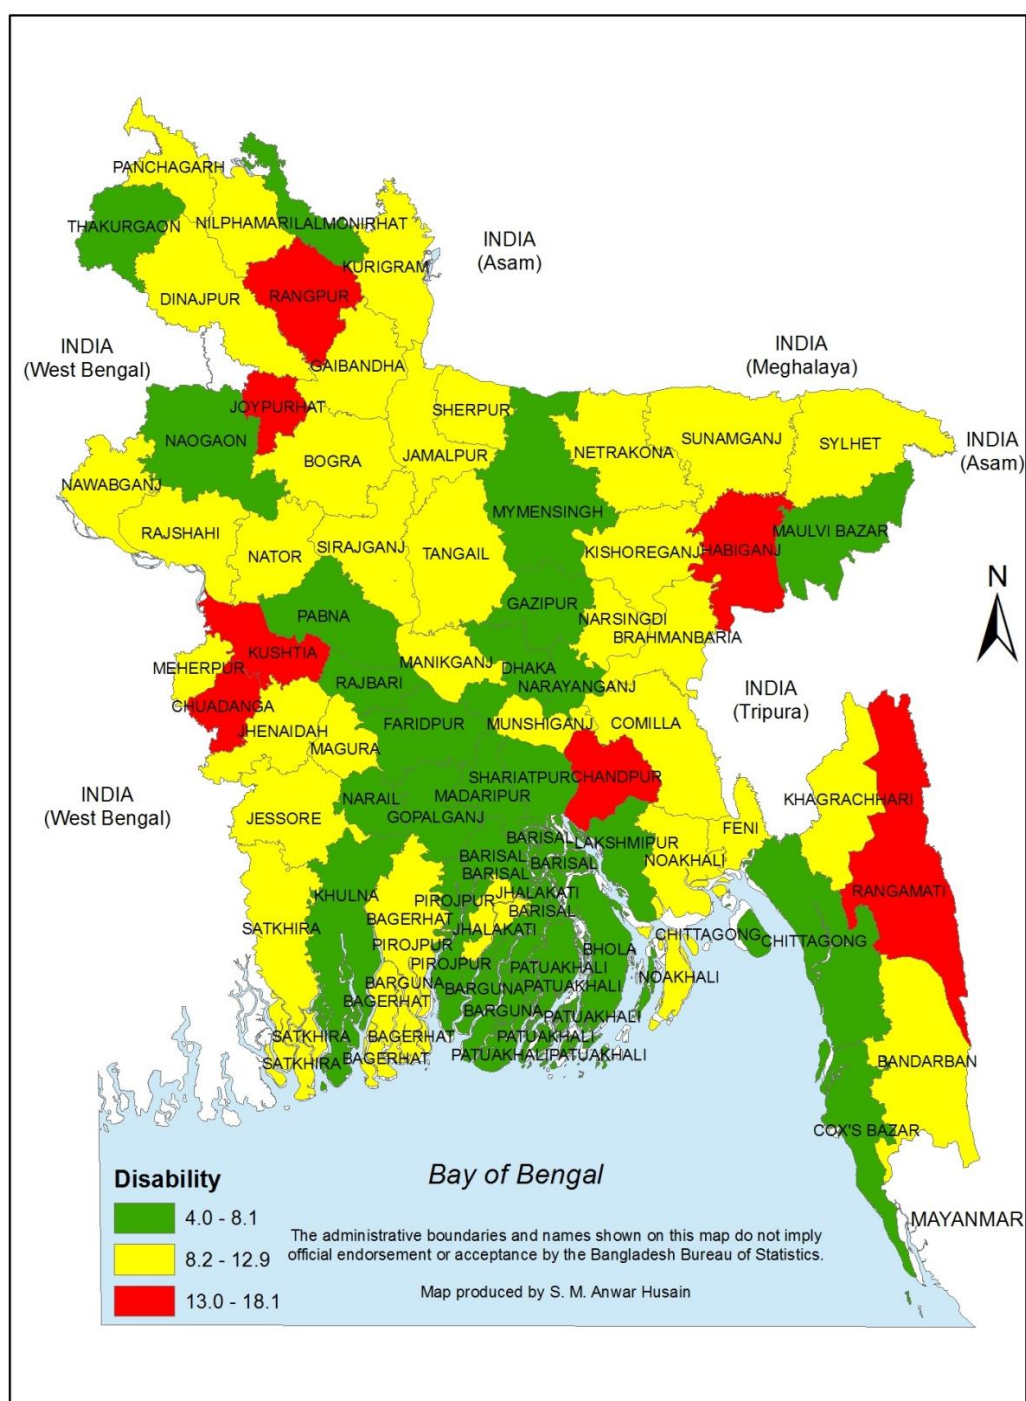 PANCHAGARH
THAKURGAON
NILPHAMARI
LALMONIRHAT
INDIA
(Asam)
KURIGRAM
DINAJPUR
RANGPUR
INDIA
(West Bengal)
GAIBANDHA
INDIA
(Meghalaya)
JOYPURHAT
SHERPUR
NAOGAON
BOGRA
JAMALPUR
NETRAKONA
SUNAMGANJ
SYLHET
INDIA
(Asam)
NAWABGANJ
MYMENSINGH
RAJSHAHI
NATOR
SIRAJGANJ
TANGAIL
KISHOREGANJ
HABIGANJ
MAULVI BAZAR
N
PABNA
GAZIPUR
NARSINGDI
BRAHMANBARIA
KUSHTIA
MEHERPUR
MANIKGANJ
DHAKA
RAJBARI
NARAYANGANJ
INDIA
(Tripura)
CHUADANGA
JHENAIDAH
FARIDPUR
MUNSHIGANJ
COMILLA
MAGURA
INDIA
(West Bengal)
SHARIATPUR
CHANDPUR
NARAIL
MADARIPUR
KHAGRACHHARI
JESSORE
GOPALGANJ
FENI
BARISAL
LAKSHMIPUR
BARISAL
BARISAL
NOAKHALI
BARISAL
KHULNA
PIROJPUR
JHALAKATI
RANGAMATI
BAGERHAT
BARISAL
SATKHIRA
JHALAKATI
CHITTAGONG
CHITTAGONG
PIROJPUR
BHOLA
PIROJPUR
PATUAKHALI
NOAKHALI
BARGUNA
BARGUNA
PATUAKHALI
BAGERHAT
BARGUNA
PATUAKHALI
SATKHIRA
BAGERHAT
PATUAKHALI
BAGERHAT
PATUAKHALI
PATUAKHALI
SATKHIRA
BANDARBAN
COX'S BAZAR
Bay of Bengal
MAYANMAR
Disability
4.0 - 8.1
8.2 - 12.9
13.0 - 18.1
The administrative boundaries and names shown on this map do not imply
official endorsement or acceptance by the Bangladesh Bureau of Statistics.
Map produced by S. M. Anwar Husain